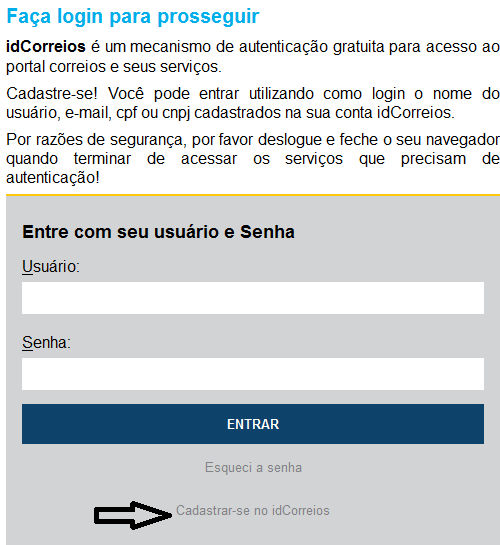 Faça login para prosseguir
idCorreios é um mecanismo de autenticação gratuita para acesso ao
portal correios e seus serviços.
Cadastre-se! Você pode entrar utilizando como login o nome do
usuário, e-mail, cpf ou cnpj cadastrados na sua conta idCorreios.
Por razões de segurança, por favor deslogue e feche o seu navegador
quando terminar de acessar os serviços que precisam de
autenticação!
Entre com seu usuário e Senha
Usuário:
Senha:
ENTRAR
Esqueci a senha
Cadastrar-se no idCorreios